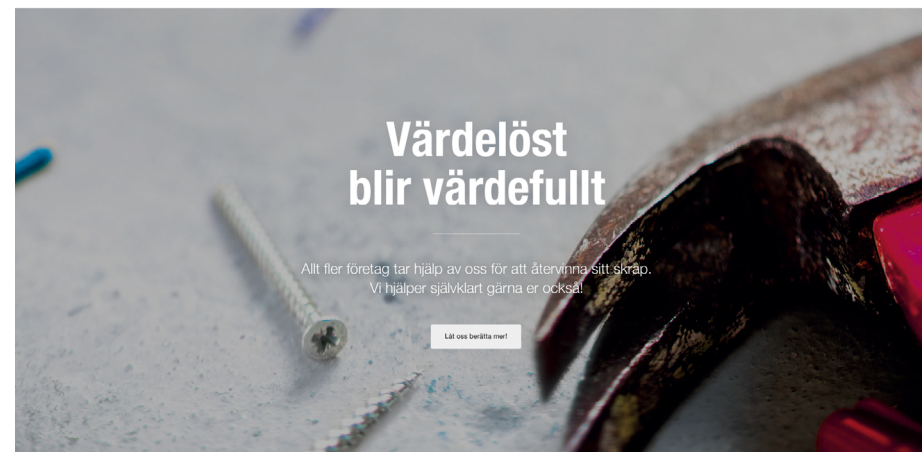 Värdelöst
blir värdefullt
Allt fler företag tar hjälp av oss för att återvinna sitt skräp.
Vi hjälper självklart gärna er också!
Låt oss berätta mer!